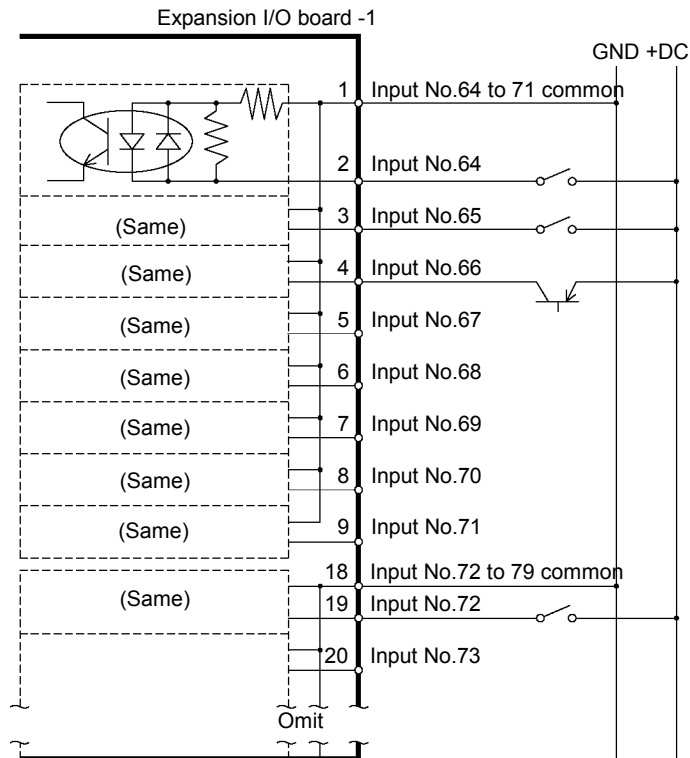 Expansion I/O board -1
GND +DC
1 Input No.64 to 71 common
2 Input No.64
(Same) 3 Input No.65
(Same) 4 Input No.66
(Same) 5 Input No.67
(Same) 6 Input No.68
(Same) 7 Input No.69
(Same) 8 Input No.70
(Same) 9 Input No.71
18 Input No.72 to 79 common
(Same) 19 Input No.72
20 Input No.73
Omit